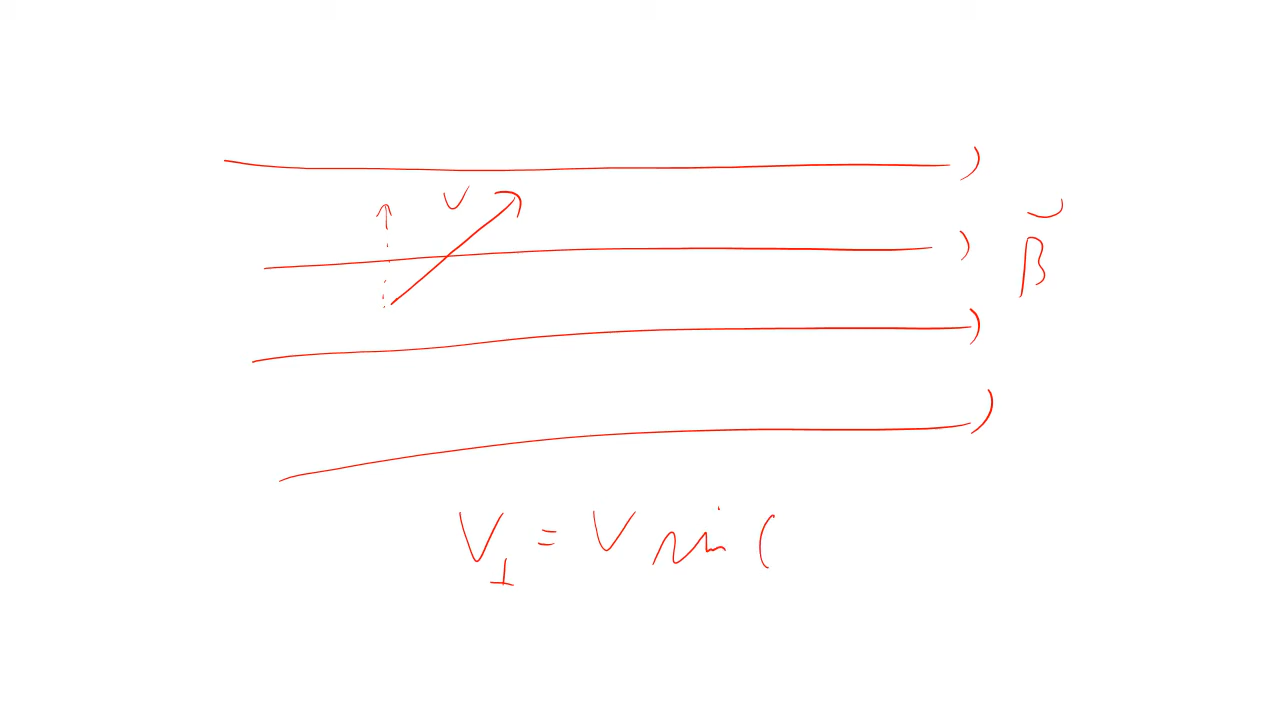 V
B
V⊥ = V sin (